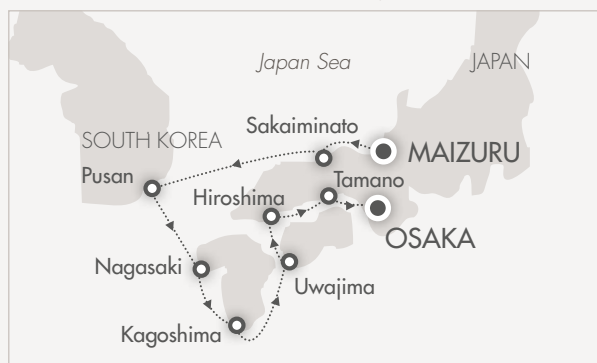 Japan Sea
JAPAN
Sakaiminato
SOUTH KOREA
MAIZURU
Pusan
Tamano
Hiroshima
OSAKA
Nagasaki
Uwajima
Kagoshima